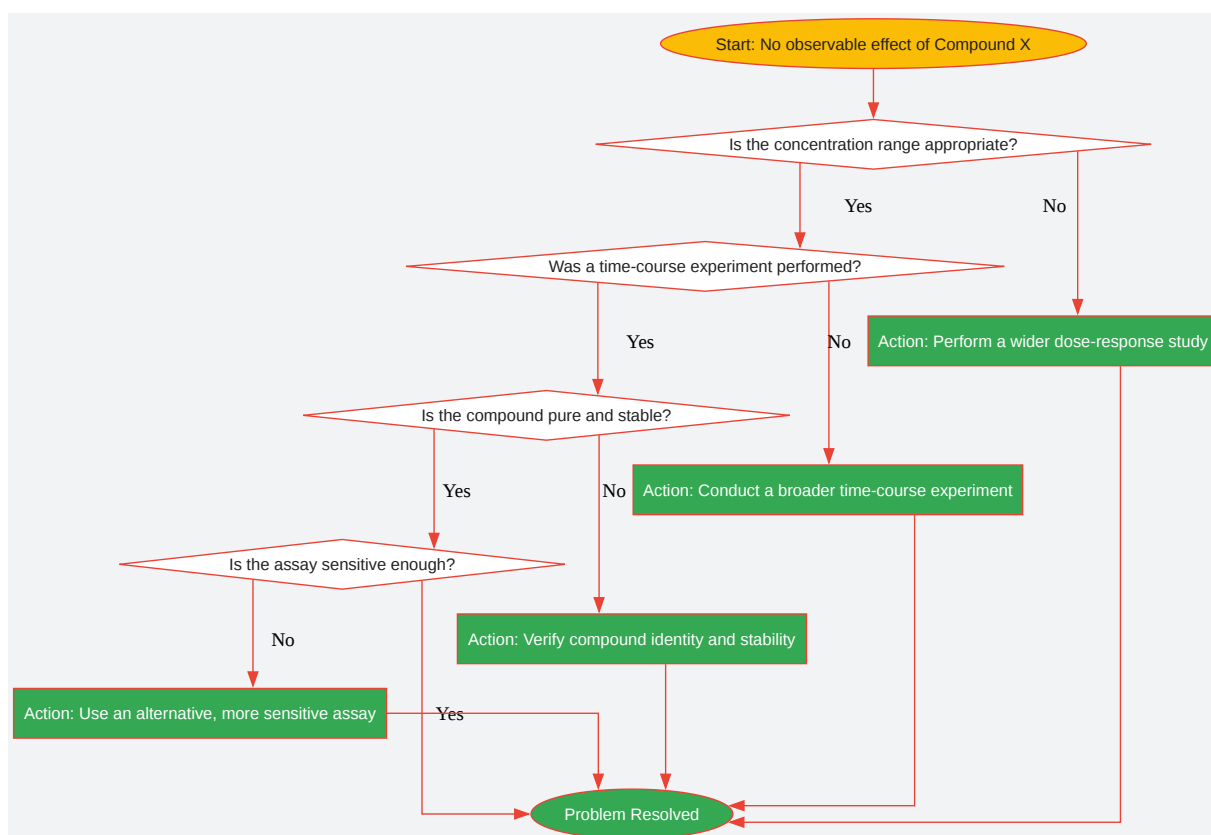 Start: No observable effect of Compound X
Is the concentration range appropriate?
Yes
No
Was a time-course experiment performed?
Yes
No
Action: Perform a wider dose-response study
Is the compound pure and stable?
Yes
No
Action: Conduct a broader time-course experiment
Is the assay sensitive enough?
No
Action: Verify compound identity and stability
Action: Use an alternative, more sensitive assay
Yes
Problem Resolved